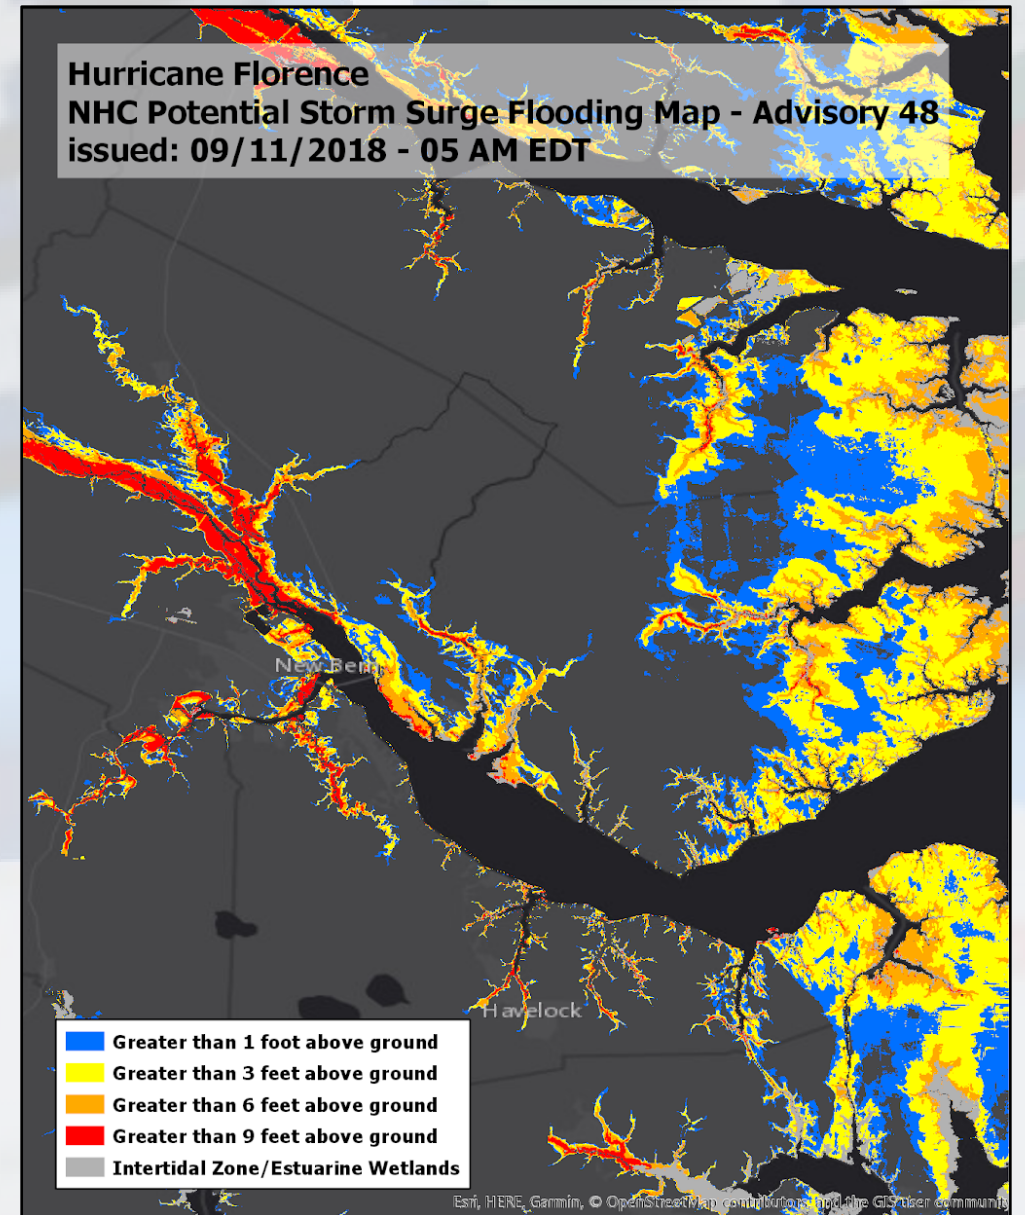 Hurricane Florence
NHC Potential Storm Surge Flooding Map - Advisory 48
issued: 09/11/2018 - 05 AM EDT
New Bern
Havelock
Greater than 1 foot above ground
Greater than 3 feet above ground
Greater than 6 feet above ground
Greater than 9 feet above ground
Intertidal Zone/Estuarine Wetlands
Esri, HERE, Garmin, © OpenStreetMap contributors, and the GIS user community